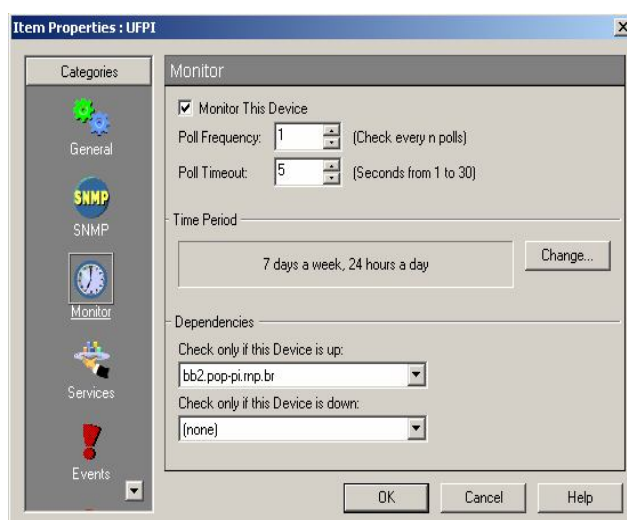 Item Properties : UFPI
Categories
General
SNMP
SNMP
Monitor
Services
Events
Monitor
Monitor This Device
Poll Frequency: 1 (Check every n polls)
Poll Timeout: 5 (Seconds from 1 to 30)
Time Period
7 days a week, 24 hours a day
Change...
Dependencies
Check only if this Device is up:
bb2.pop-pi.rnp.br
Check only if this Device is down:
(none)
OK Cancel Help